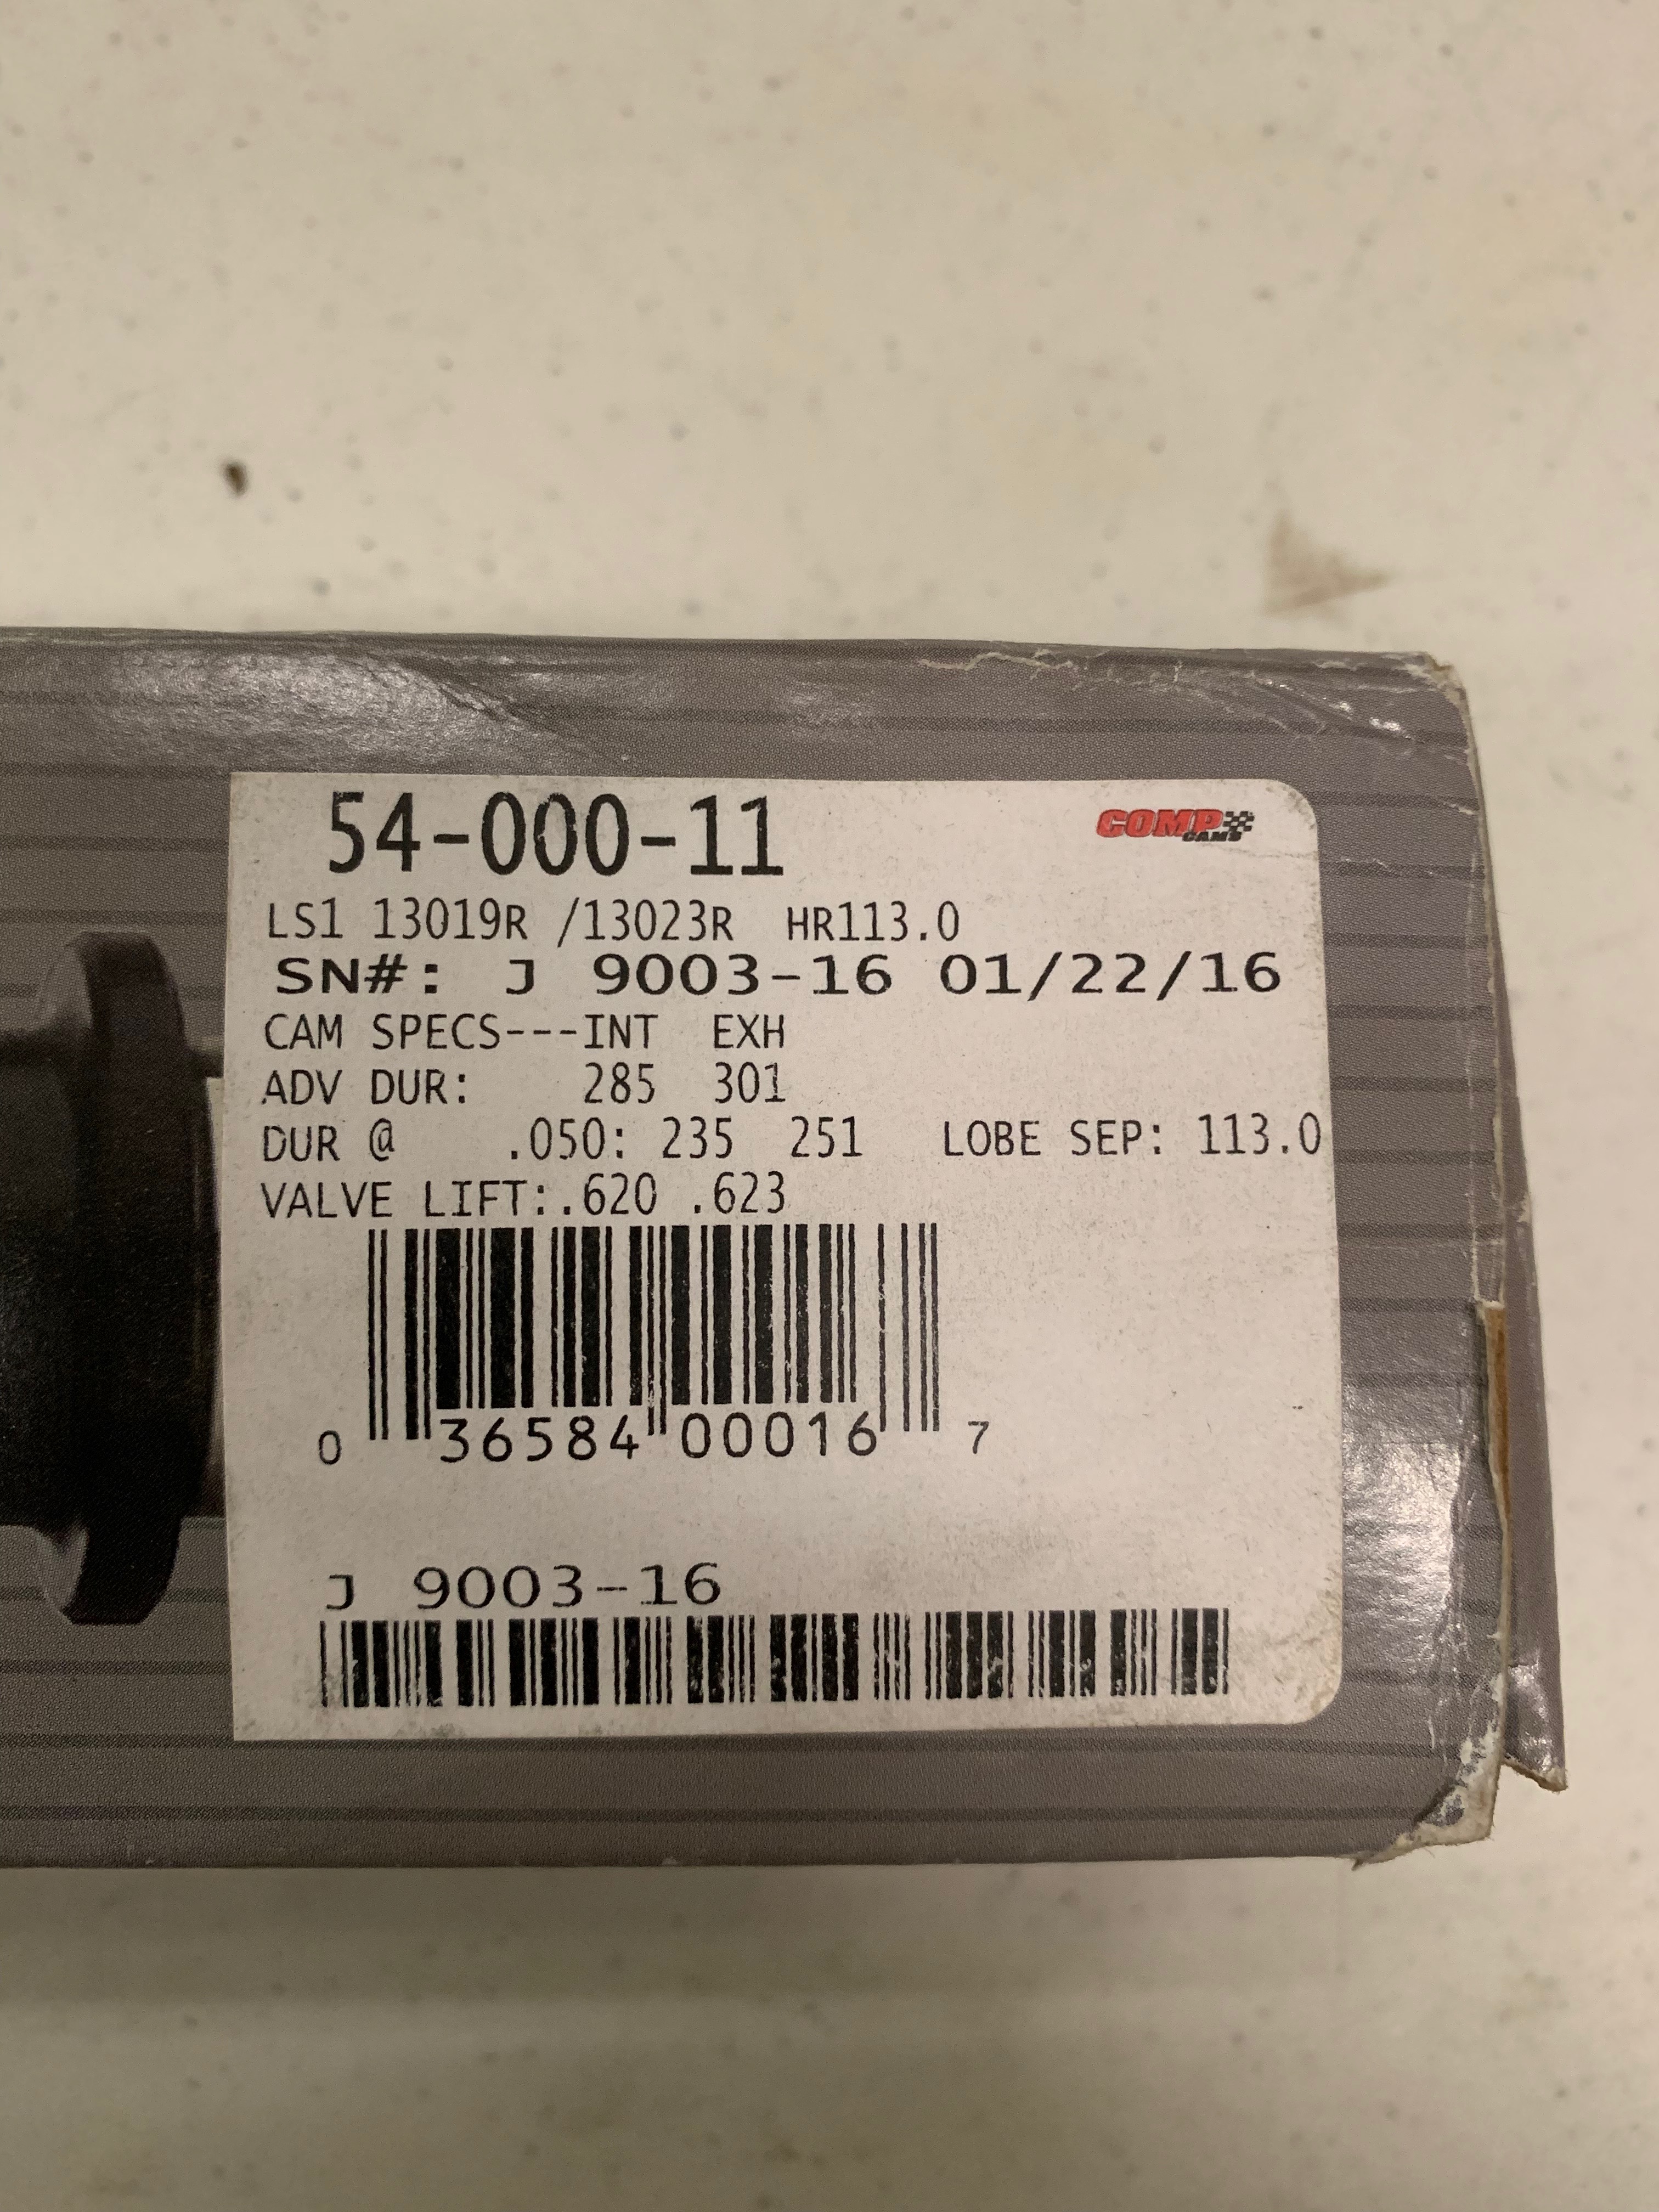 54-000-11
COMP
CAMS
LS1 13019R /13023R HR113.0
SN#: J 9003-16 01/22/16
CAM SPECS---INT EXH
ADV DUR: 285 301
DUR @ .050: 235 251 LOBE SEP: 113.0
VALVE LIFT:.620 .623
0 36584 00016 7
J 9003-16